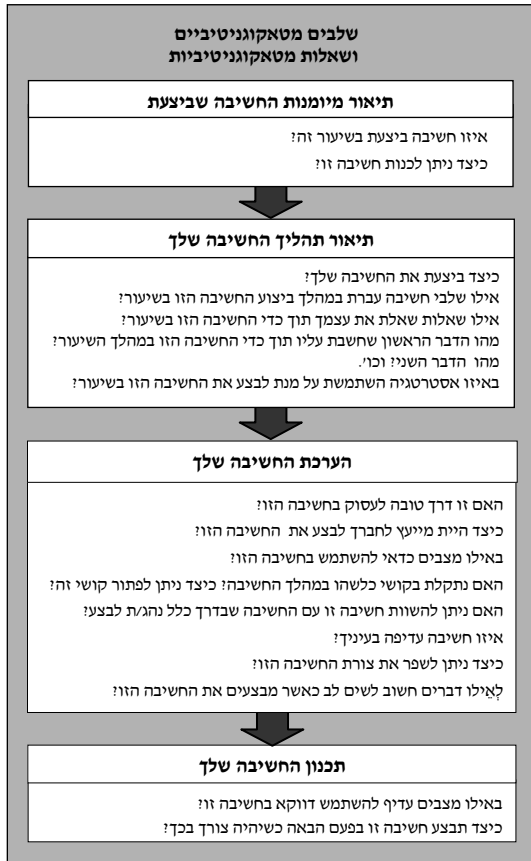 שלבים מטאקוגניטיביים
ושאלות מטאקוגניטיביות
תיאור מיומנות החשיבה שביצעת
איזו חשיבה ביצעת בשיעור זה?
כיצד ניתן לכנות חשיבה זו?
תיאור תהליך החשיבה שלך
כיצד ביצעת את החשיבה שלך?
אילו שלבי חשיבה עברת במהלך ביצוע החשיבה הזו בשיעור?
אילו שאלות שאלת את עצמך תוך כדי החשיבה הזו בשיעור?
מהו הדבר הראשון שחשבת עליו תוך כדי החשיבה הזו במהלך השיעור?
מהו הדבר השני? וכו'.
באיזו אסטרטגיה השתמשת על מנת לבצע את החשיבה הזו בשיעור?
הערכת החשיבה שלך
האם זו דרך טובה לעסוק בחשיבה הזו?
כיצד היית מייעץ לחברך לבצע את החשיבה הזו?
באילו מצבים כדאי להשתמש בחשיבה הזו?
האם נתקלת בקושי כלשהו במהלך החשיבה? כיצד ניתן לפתור קושי זה?
האם ניתן להשוות חשיבה זו עם החשיבה שבדרך כלל נהג/ת לבצע?
איזו חשיבה עדיפה בעיניך?
כיצד ניתן לשפר את צורת החשיבה הזו?
לְאֵילו דברים חשוב לשים לב כאשר מבצעים את החשיבה הזו?
תכנון החשיבה שלך
באילו מצבים עדיף להשתמש דווקא בחשיבה זו?
כיצד תבצע חשיבה זו בפעם הבאה כשיהיה צורך בכך?